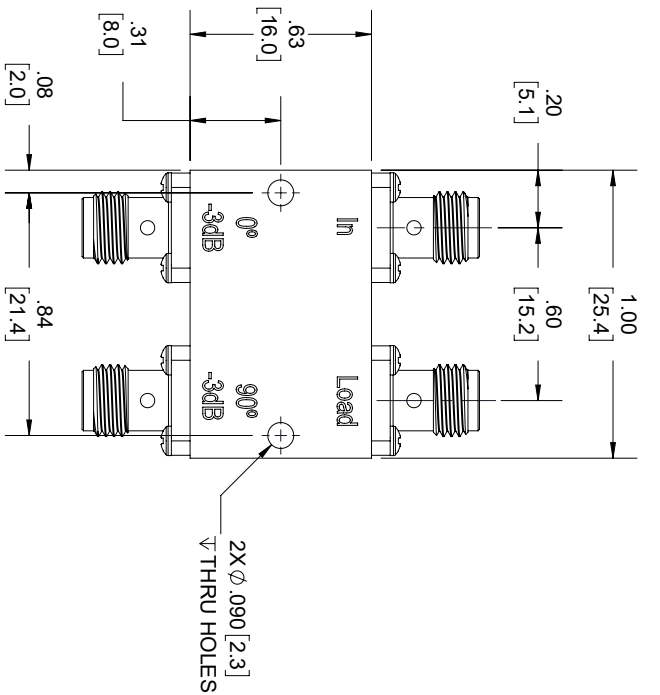 1.00
[25.4]
.20
[5.1]
.60
[15.2]
.63
[16.0]
.31
[8.0]
In
Load
0°
-3dB
90°
-3dB
.08
[2.0]
.84
[21.4]
2X ∅ .090 [2.3]
↧ THRU HOLES